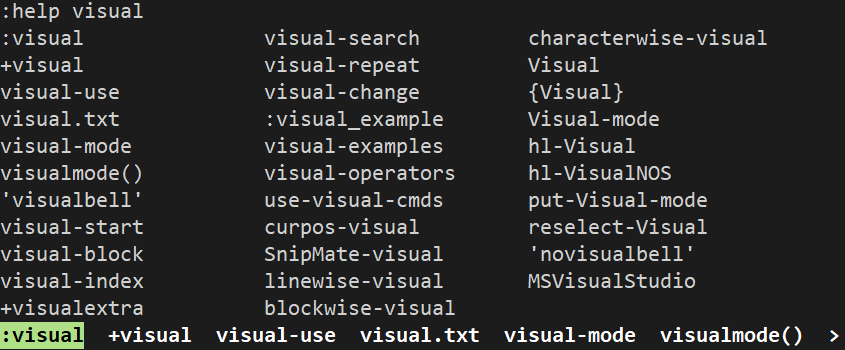 :help visual
:visual visual-search characterwise-visual
+visual visual-repeat Visual
visual-use visual-change {Visual}
visual.txt :visual_example Visual-mode
visual-mode visual-examples hl-Visual
visualmode() visual-operators hl-VisualNOS
'visualbell' use-visual-cmds put-Visual-mode
visual-start curpos-visual reselect-Visual
visual-block SnipMate-visual 'novisualbell'
visual-index linewise-visual MSVisualStudio
+visualextra blockwise-visual
:visual +visual visual-use visual.txt visual-mode visualmode() >